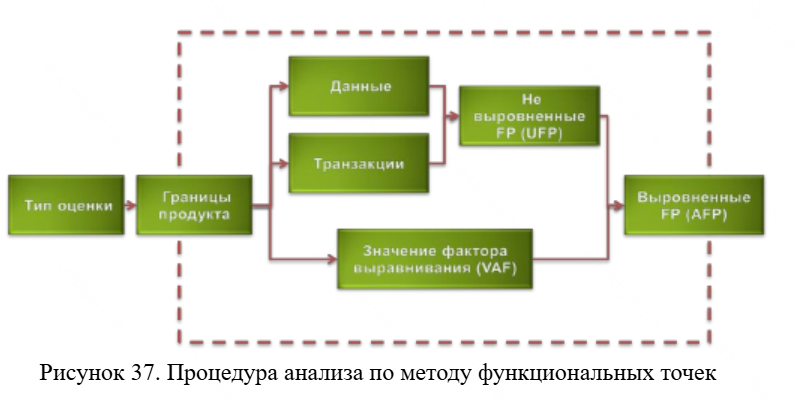 Данные
Не
выровненные
FP (UFP)
Транзакции
Тип оценки
Границы
продукта
Выровненные
FP (AFP)
Значение фактора
выравнивания (VAF)
Рисунок 37. Процедура анализа по методу функциональных точек